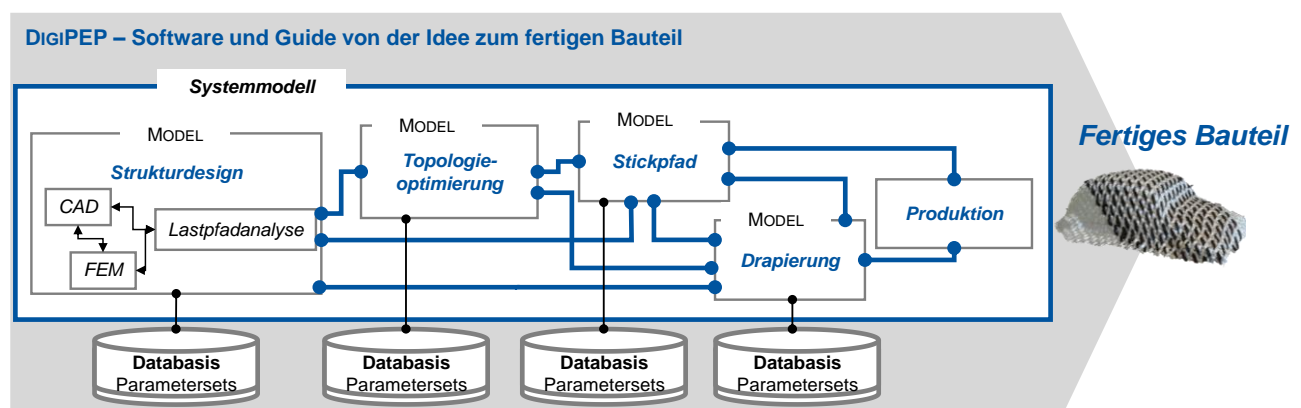 DIGIPEP – Software und Guide von der Idee zum fertigen Bauteil
Systemmodell
MODEL
Strukturdesign
CAD
FEM
Lastpfadanalyse
MODEL
Topologie-
optimierung
MODEL
Stickpfad
MODEL
Drapierung
Produktion
Fertiges Bauteil
Databasis
Parametersets
Databasis
Parametersets
Databasis
Parametersets
Databasis
Parametersets